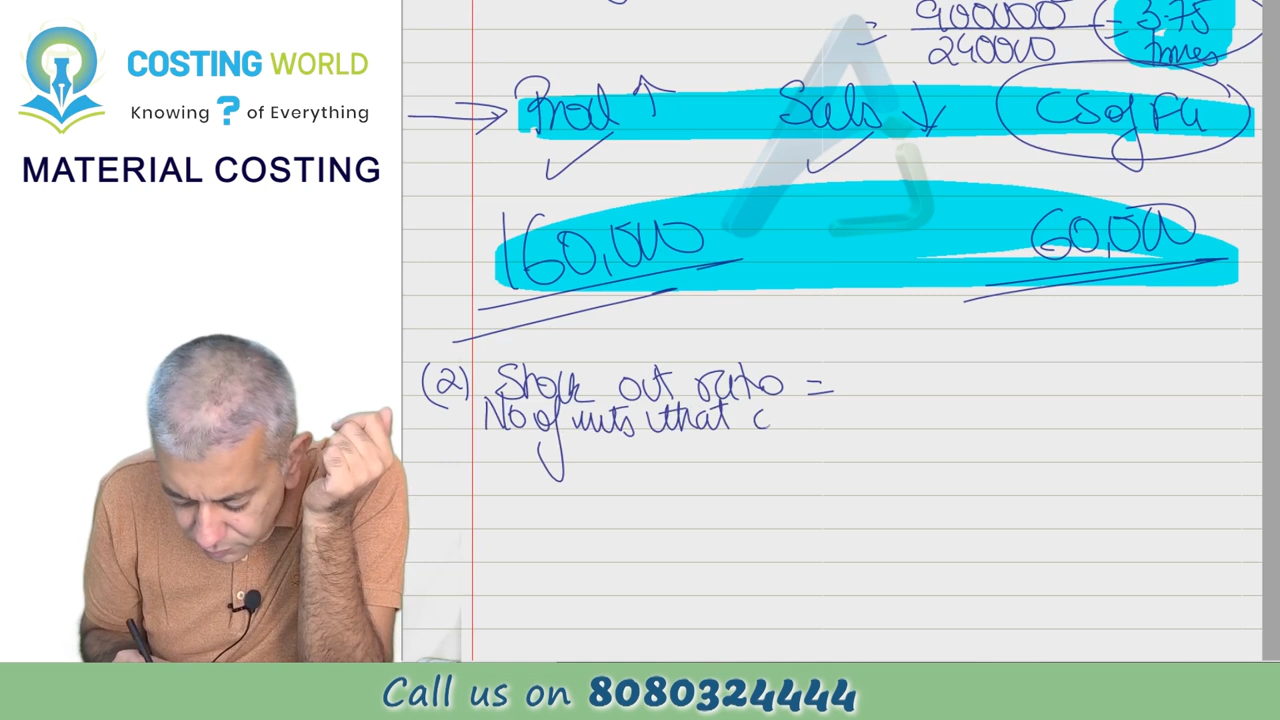 COSTING WORLD
Knowing ? of Everything
MATERIAL COSTING
= 900000 / 240000 = 3.75 times
Prod ↑ Sales ↓ CS of FG
160,000 60,000
(2) Stock out ratio =
No of units that c
Call us on 8080324444